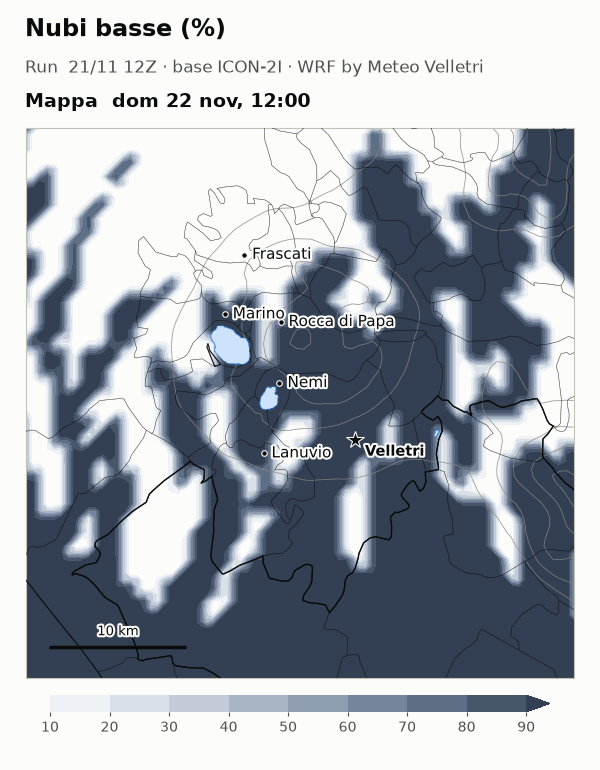 Nubi basse (%)
Run  21/11 12Z · base ICON-2I · WRF by Meteo Velletri
Mappa  dom 22 nov, 12:00
Frascati
Marino
Rocca di Papa
Nemi
Velletri
Lanuvio
10 km
10 20 30 40 50 60 70 80 90